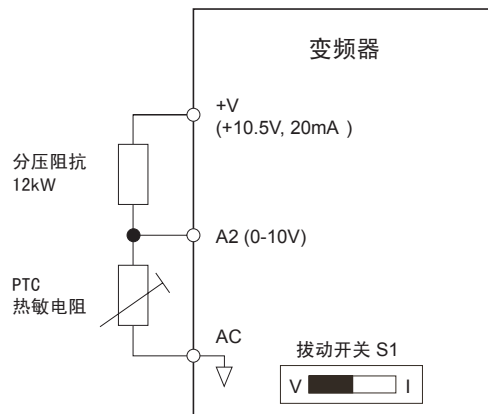 变频器
+V
(+10.5V, 20mA )
分压阻抗
12kW
A2 (0-10V)
PTC
热敏电阻
AC
拔动开关 S1
V I